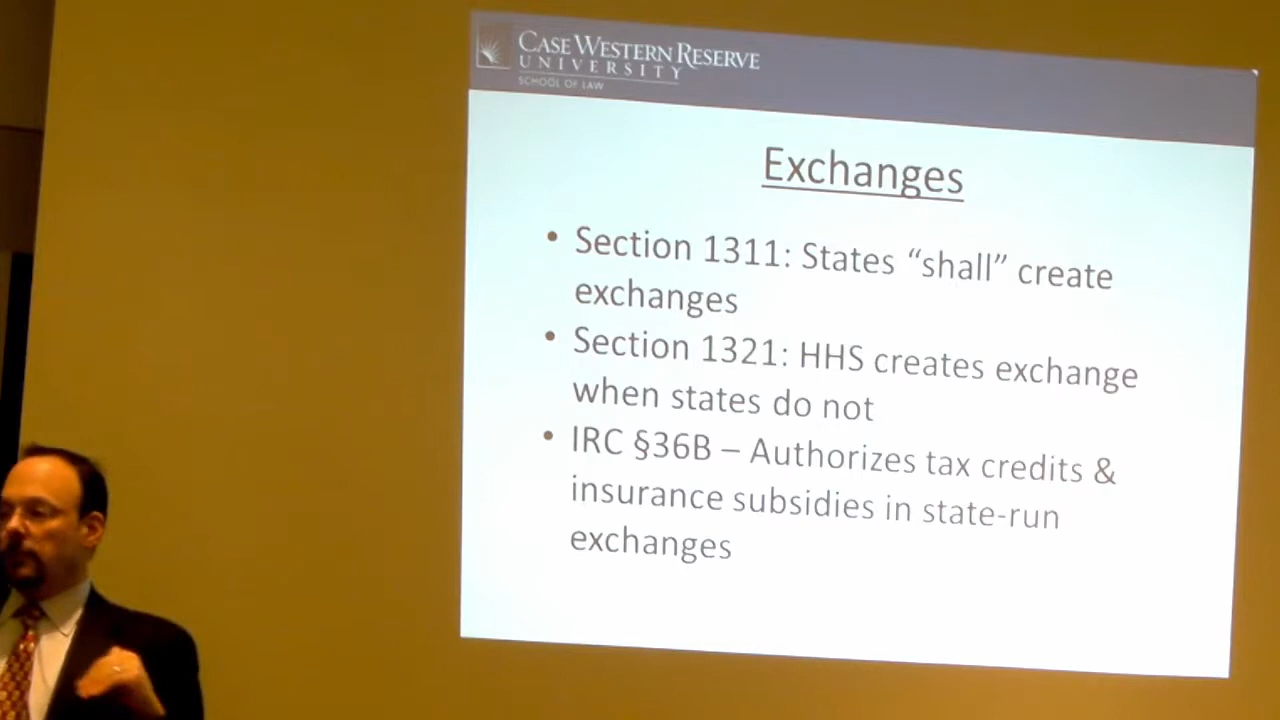 CASE WESTERN RESERVE
UNIVERSITY
SCHOOL OF LAW
Exchanges
• Section 1311: States “shall” create
exchanges
• Section 1321: HHS creates exchange
when states do not
• IRC §36B – Authorizes tax credits &
insurance subsidies in state-run
exchanges